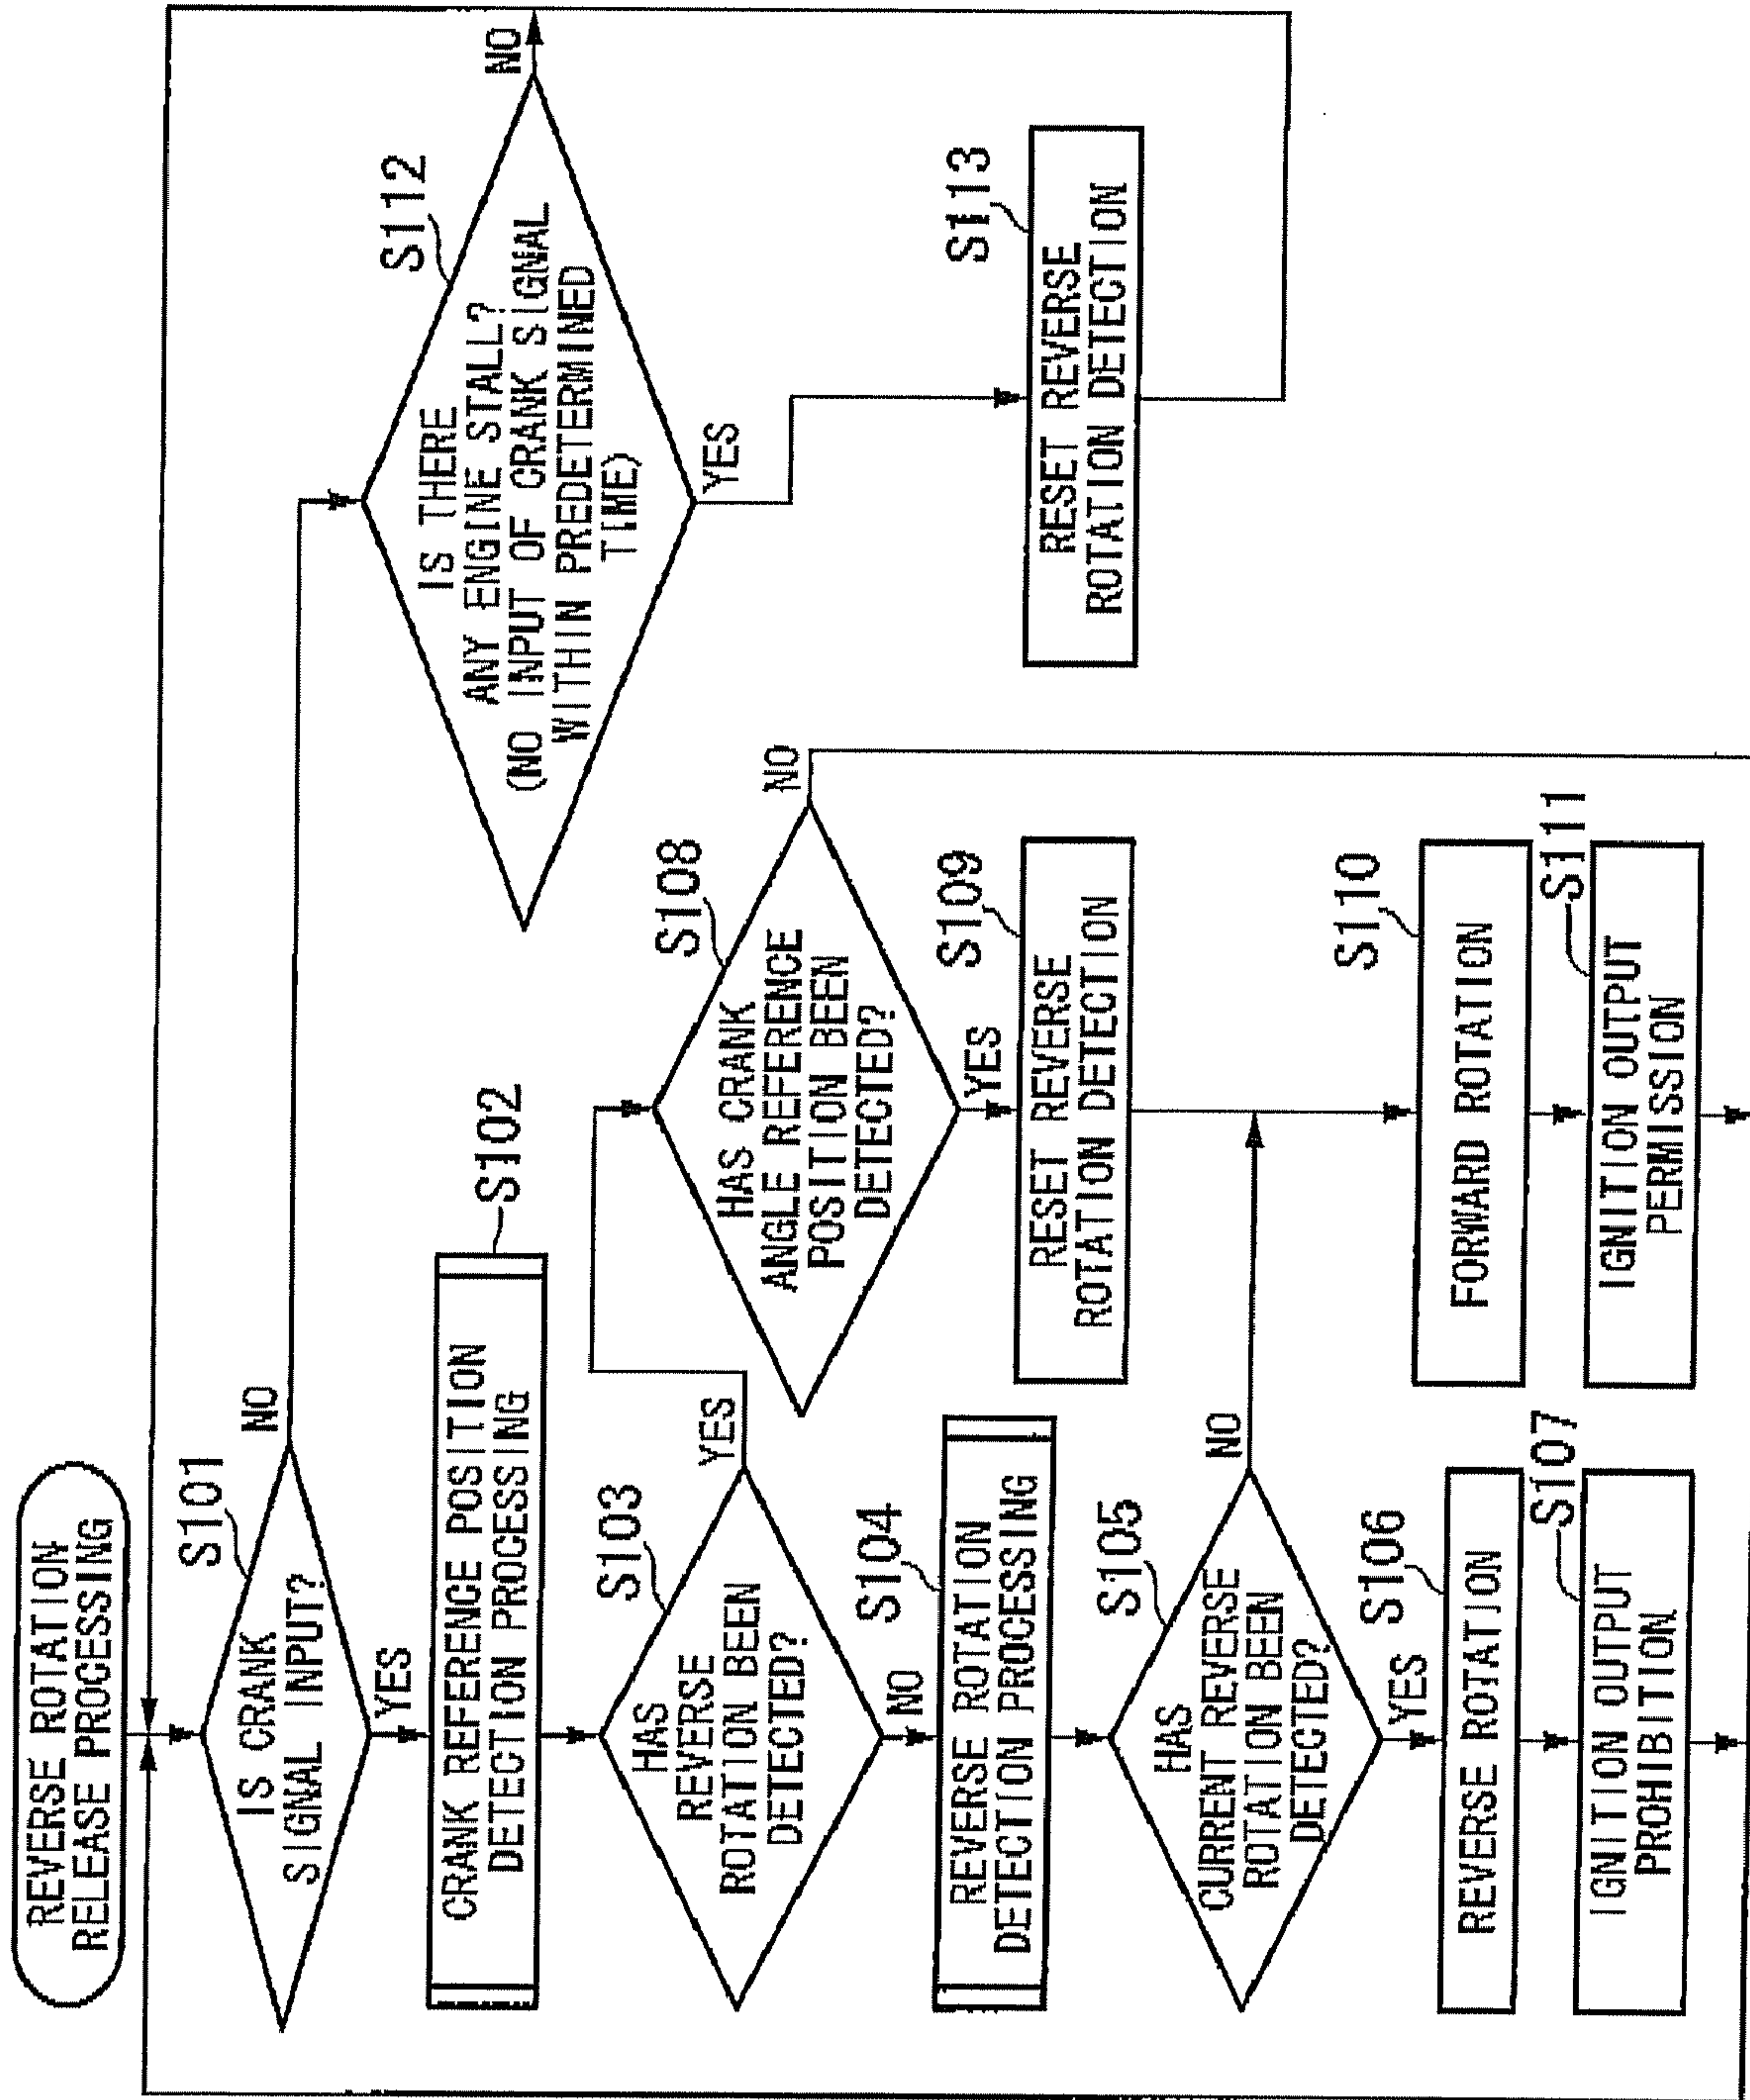 REVERSE ROTATION
RELEASE PROCESSING
S101
IS CRANK
SIGNAL INPUT?
NO
YES
S102
CRANK REFERENCE POSITION
DETECTION PROCESSING
S103
HAS
REVERSE
ROTATION BEEN
DETECTED?
YES
NO
S104
REVERSE ROTATION
DETECTION PROCESSING
S105
HAS
CURRENT REVERSE
ROTATION BEEN
DETECTED?
NO
YES
S106
REVERSE ROTATION
S107
IGNITION OUTPUT
PROHIBITION
S108
HAS CRANK
ANGLE REFERENCE
POSITION BEEN
DETECTED?
NO
YES
S109
RESET REVERSE
ROTATION DETECTION
S110
FORWARD ROTATION
S111
IGNITION OUTPUT
PERMISSION
S112
IS THERE
ANY ENGINE STALL?
(NO INPUT OF CRANK SIGNAL
WITHIN PREDETERMINED
TIME)
NO
YES
S113
RESET REVERSE
ROTATION DETECTION